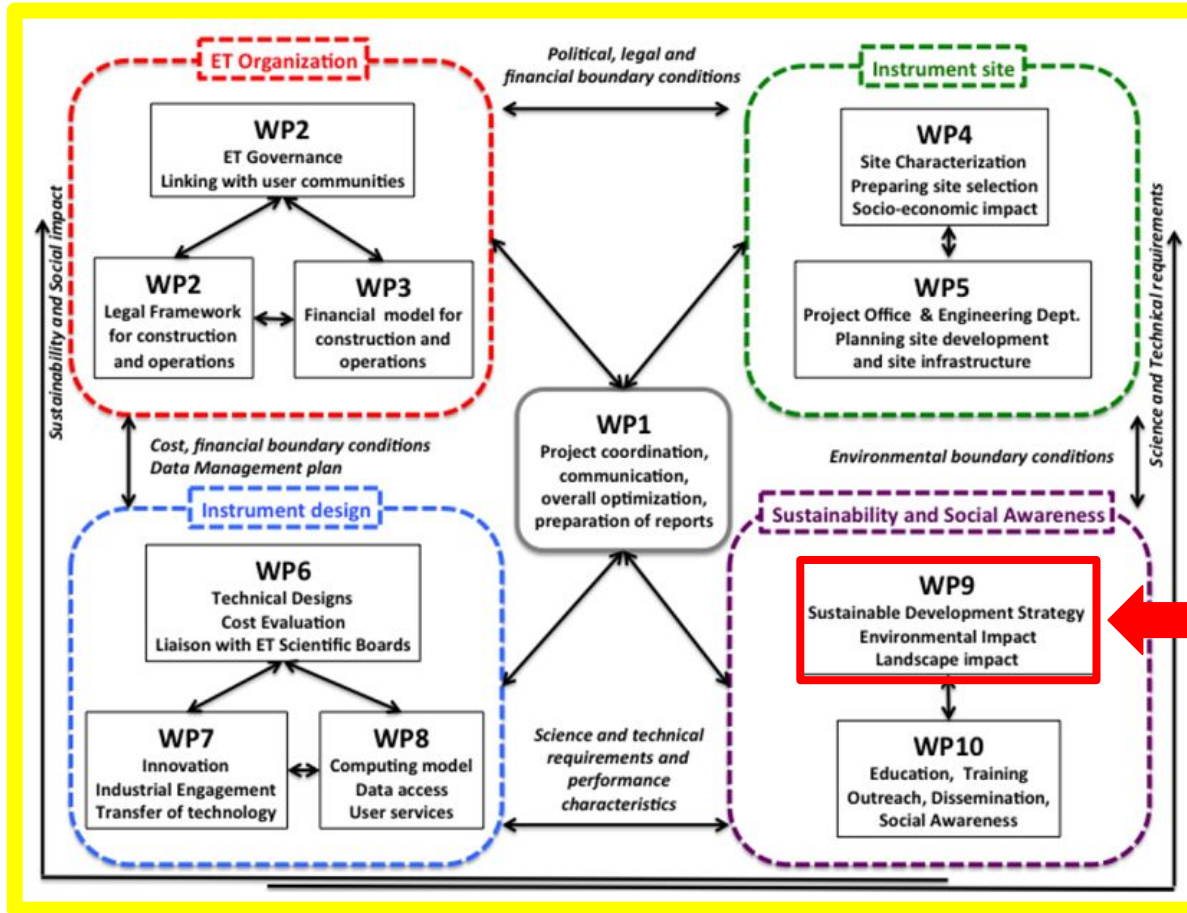 ET Organization
WP2
ET Governance
Linking with user communities
WP2
Legal Framework
for construction
and operations
WP3
Financial model for
construction and
operations
Political, legal and
financial boundary conditions
Instrument site
WP4
Site Characterization
Preparing site selection
Socio-economic impact
WP5
Project Office & Engineering Dept.
Planning site development
and site infrastructure
Sustainability and Social impact
Science and Technical requirements
WP1
Project coordination,
communication,
overall optimization,
preparation of reports
Cost, financial boundary conditions
Data Management plan
Environmental boundary conditions
Instrument design
WP6
Technical Designs
Cost Evaluation
Liaison with ET Scientific Boards
WP7
Innovation
Industrial Engagement
Transfer of technology
WP8
Computing model
Data access
User services
Science and technical
requirements and
performance
characteristics
Sustainability and Social Awareness
WP9
Sustainable Development Strategy
Environmental Impact
Landscape impact
WP10
Education, Training
Outreach, Dissemination,
Social Awareness